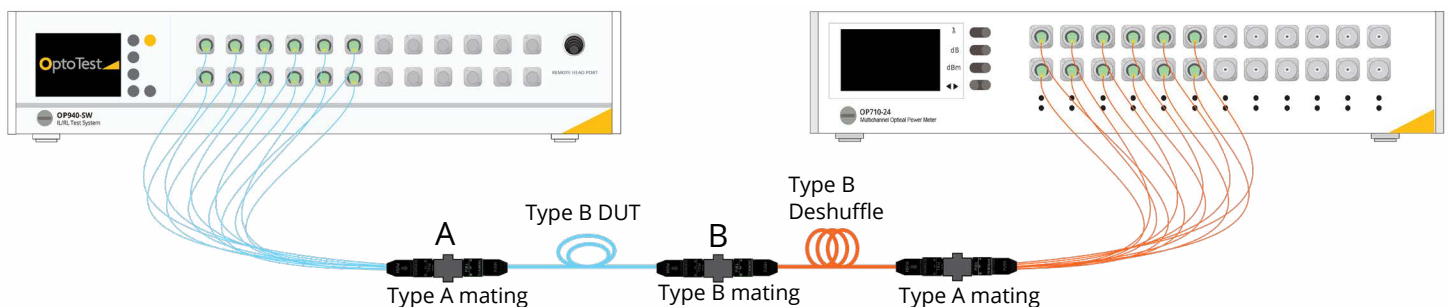 OptoTest
REMOTE HEAD PORT
OP940-SW
IL/RL Test System
λ
dB
dBm
OP710-24
Multichannel Optical Power Meter
A
Type B DUT
B
Type B
Deshuffle
Type A mating
Type B mating
Type A mating